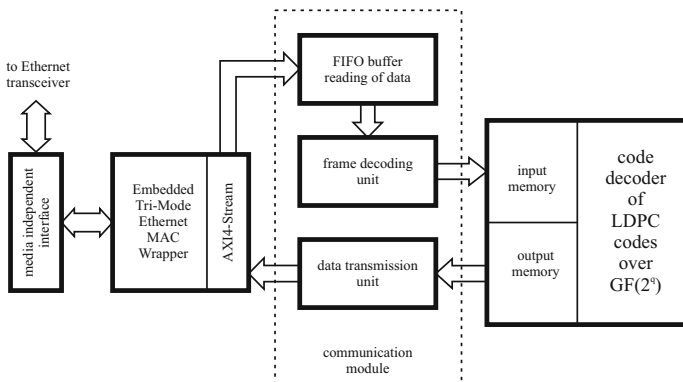 to Ethernet
transceiver
media independent
interface
Embedded
Tri-Mode
Ethernet
MAC
Wrapper
AXI4-Stream
FIFO buffer
reading of data
frame decoding
unit
data transmission
unit
communication
module
input
memory
output
memory
code
decoder
of
LDPC
codes
over
GF(2^q)